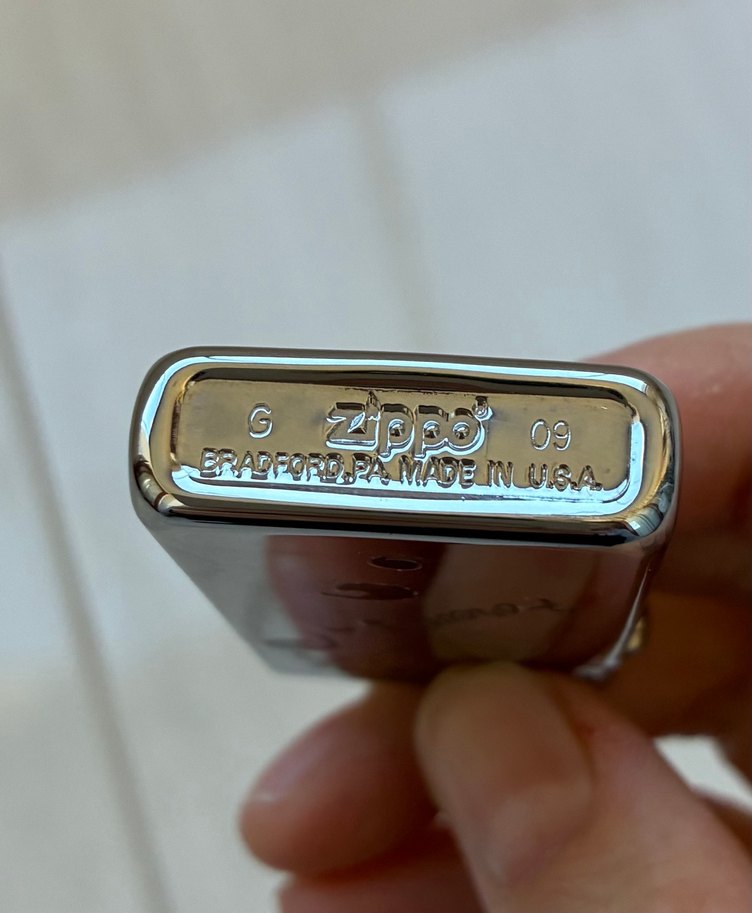 G Zippo® 09
BRADFORD, PA. MADE IN U.S.A.